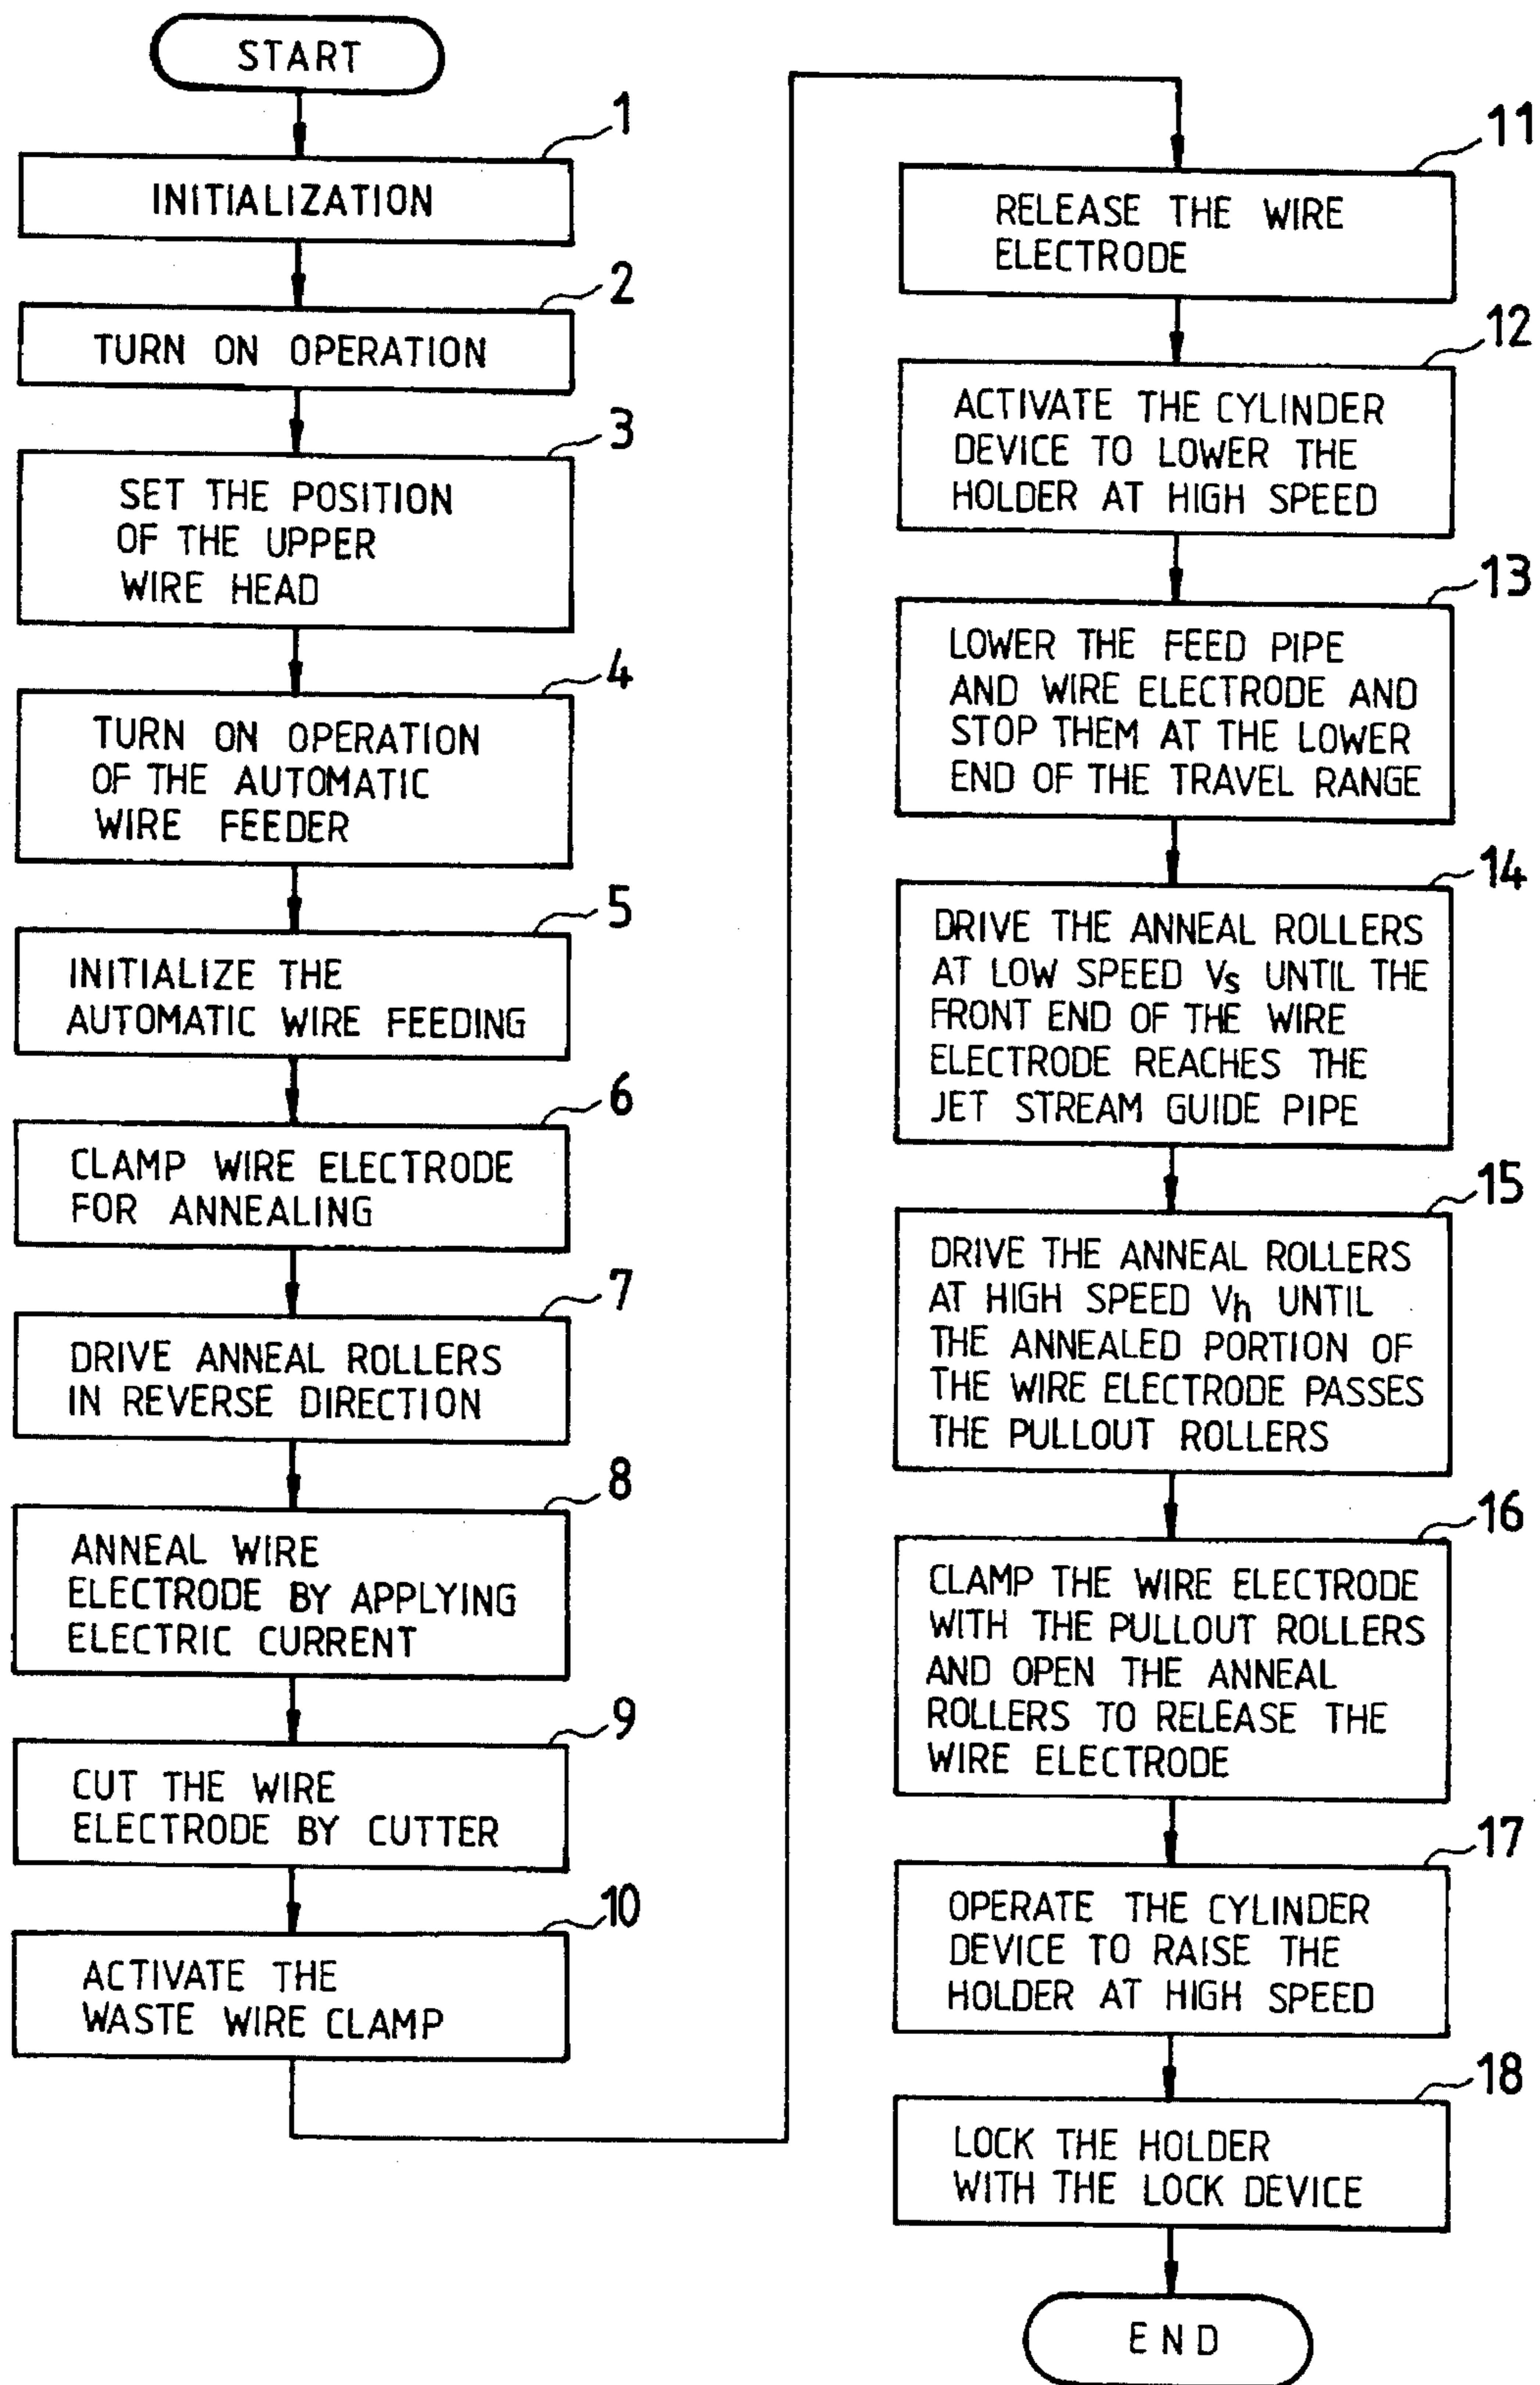 START
1
INITIALIZATION
2
TURN ON OPERATION
3
SET THE POSITION
OF THE UPPER
WIRE HEAD
4
TURN ON OPERATION
OF THE AUTOMATIC
WIRE FEEDER
5
INITIALIZE THE
AUTOMATIC WIRE FEEDING
6
CLAMP WIRE ELECTRODE
FOR ANNEALING
7
DRIVE ANNEAL ROLLERS
IN REVERSE DIRECTION
8
ANNEAL WIRE
ELECTRODE BY APPLYING
ELECTRIC CURRENT
9
CUT THE WIRE
ELECTRODE BY CUTTER
10
ACTIVATE THE
WASTE WIRE CLAMP
11
RELEASE THE WIRE
ELECTRODE
12
ACTIVATE THE CYLINDER
DEVICE TO LOWER THE
HOLDER AT HIGH SPEED
13
LOWER THE FEED PIPE
AND WIRE ELECTRODE AND
STOP THEM AT THE LOWER
END OF THE TRAVEL RANGE
14
DRIVE THE ANNEAL ROLLERS
AT LOW SPEED Vs UNTIL THE
FRONT END OF THE WIRE
ELECTRODE REACHES THE
JET STREAM GUIDE PIPE
15
DRIVE THE ANNEAL ROLLERS
AT HIGH SPEED Vh UNTIL
THE ANNEALED PORTION OF
THE WIRE ELECTRODE PASSES
THE PULLOUT ROLLERS
16
CLAMP THE WIRE ELECTRODE
WITH THE PULLOUT ROLLERS
AND OPEN THE ANNEAL
ROLLERS TO RELEASE THE
WIRE ELECTRODE
17
OPERATE THE CYLINDER
DEVICE TO RAISE THE
HOLDER AT HIGH SPEED
18
LOCK THE HOLDER
WITH THE LOCK DEVICE
END